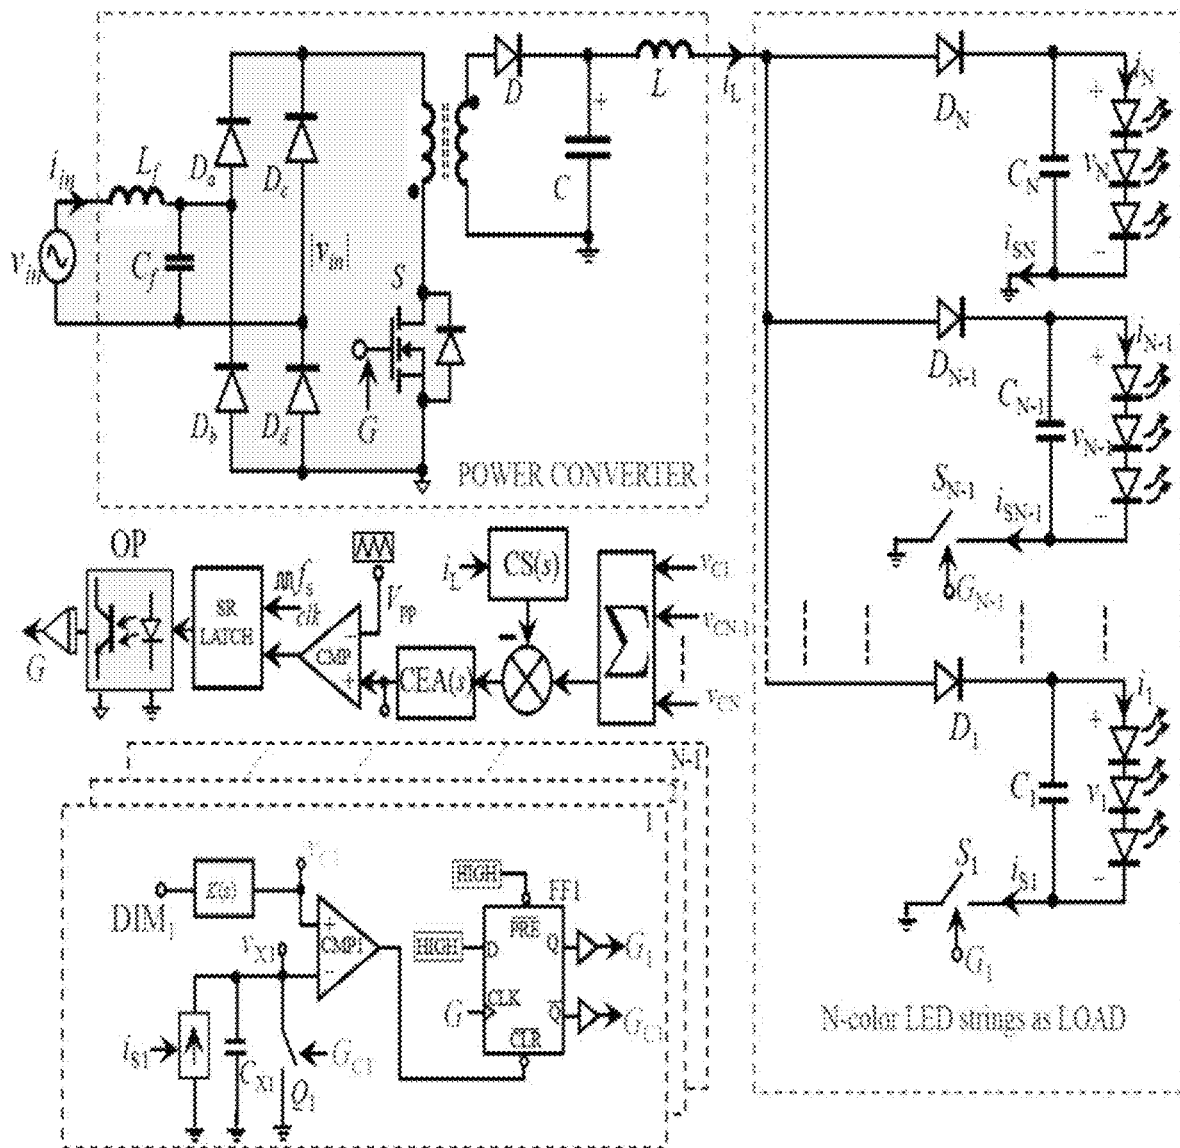 D
L
i_L
D_N
i_N
+
+
C
C_N
v_N
i_SN
−
L_f
i_in
D_a
D_c
v_in
C_f
|v_in|
S
D_b
D_d
G
POWER CONVERTER
D_N-1
i_N-1
+
C_N-1
v_N-1
S_N-1
i_SN-1
−
G_N-1
OP
i_L
CS(s)
v_C1
f_s
clk
V_PP
SR
LATCH
−
CMP
+
CEA(s)
−
Σ
v_CN-1
v_CN
G
D_1
i_1
+
C_1
v_1
S_1
i_S1
−
G_1
N-color LED strings as LOAD
N-1
2
1
v_C1
DIM_1
HIGH
FF1
+
CMP1
−
v_X1
HIGH
D
PRE
Q
G_1
CLK
G
Q
G_C1
CLR
i_S1
C_X1
Q_1
G_C1